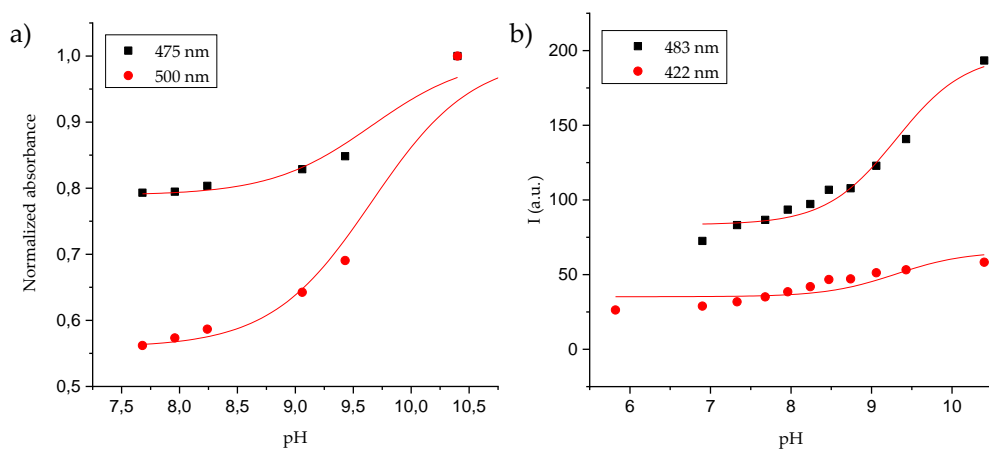 a)
475 nm
500 nm
Normalized absorbance
1,0
0,9
0,8
0,7
0,6
0,5
7,5 8,0 8,5 9,0 9,5 10,0 10,5
pH
b)
483 nm
422 nm
I (a.u.)
200
150
100
50
0
6 7 8 9 10
pH